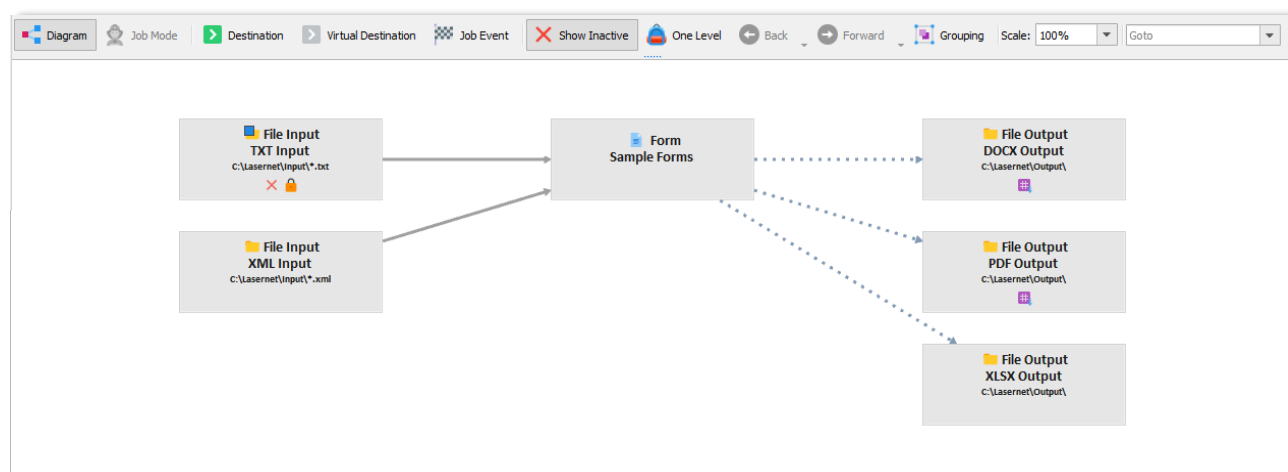 Diagram Job Mode Destination Virtual Destination Job Event Show Inactive One Level Back Forward Grouping Scale: 100% Goto
File Input
TXT Input
C:\Lasernet\Input\*.txt
Form
Sample Forms
File Output
DOCX Output
C:\Lasernet\Output\
File Input
XML Input
C:\Lasernet\Input\*.xml
File Output
PDF Output
C:\Lasernet\Output\
File Output
XLSX Output
C:\Lasernet\Output\